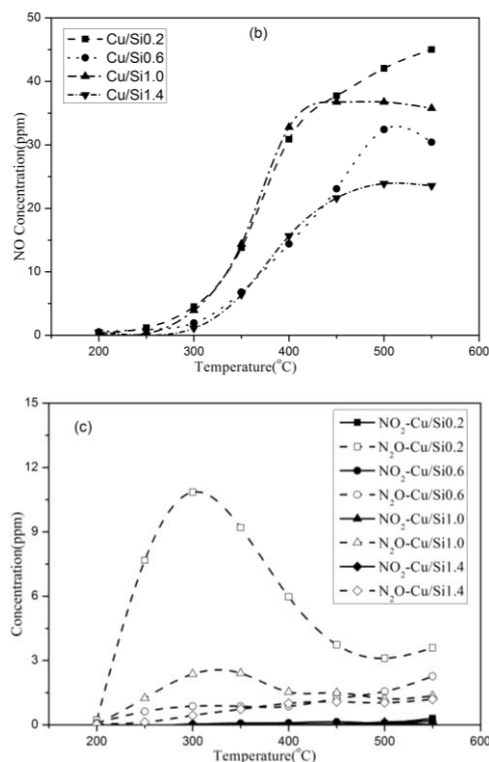 (b)
Cu/Si0.2
Cu/Si0.6
Cu/Si1.0
Cu/Si1.4
NO Concentration(ppm)
50
40
30
20
10
0
200 300 400 500 600
Temperature(°C)
(c)
NO₂-Cu/Si0.2
N₂O-Cu/Si0.2
NO₂-Cu/Si0.6
N₂O-Cu/Si0.6
NO₂-Cu/Si1.0
N₂O-Cu/Si1.0
NO₂-Cu/Si1.4
N₂O-Cu/Si1.4
Concentration(ppm)
15
12
9
6
3
0
200 300 400 500 600
Temperature(°C)